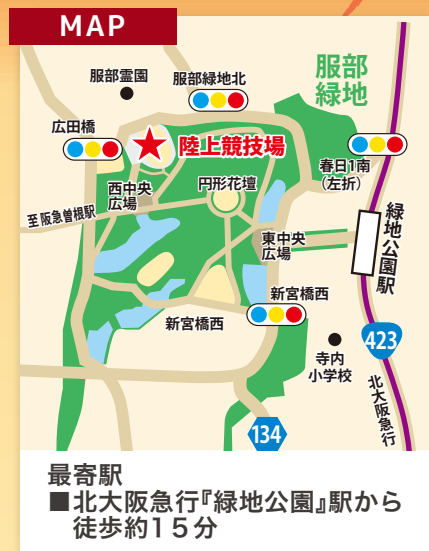 MAP
服部霊園
服部緑地北
服部
緑地
広田橋
陸上競技場
春日1南
(左折)
西中央
広場
円形花壇
至 阪急曽根駅
緑地公園駅
東中央
広場
新宮橋西
新宮橋西
423
寺内
小学校
北大阪急行
134
最寄駅
■北大阪急行『緑地公園』駅から
徒歩約15分